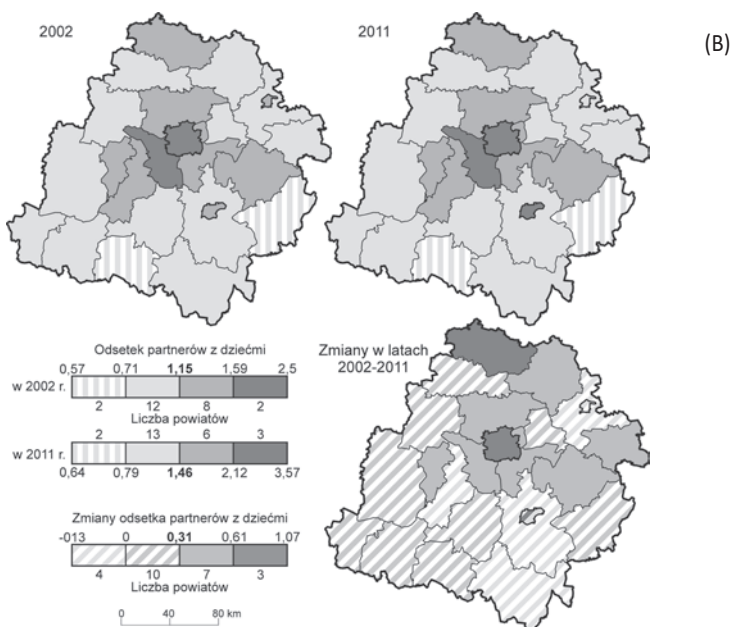 2002
2011
(B)
Odsetek partnerów z dziećmi
0,57 0,71 1,15 1,59 2,5
w 2002 r.
2 12 8 2
Liczba powiatów
w 2011 r.
2 13 6 3
0,64 0,79 1,46 2,12 3,57
Zmiany odsetka partnerów z dziećmi
-013 0 0,31 0,61 1,07
4 10 7 3
Liczba powiatów
0 40 80 km
Zmiany w latach
2002-2011